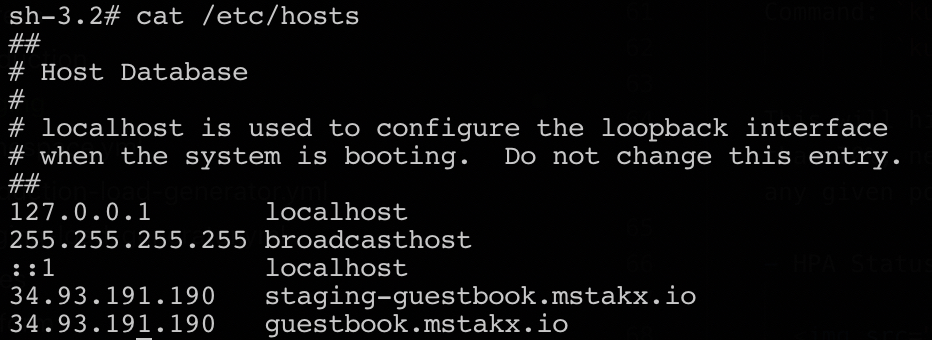 sh-3.2# cat /etc/hosts
##
# Host Database
#
# localhost is used to configure the loopback interface
# when the system is booting.  Do not change this entry.
##
127.0.0.1       localhost
255.255.255.255 broadcasthost
::1             localhost
34.93.191.190   staging-guestbook.mstakx.io
34.93.191.190   guestbook.mstakx.io